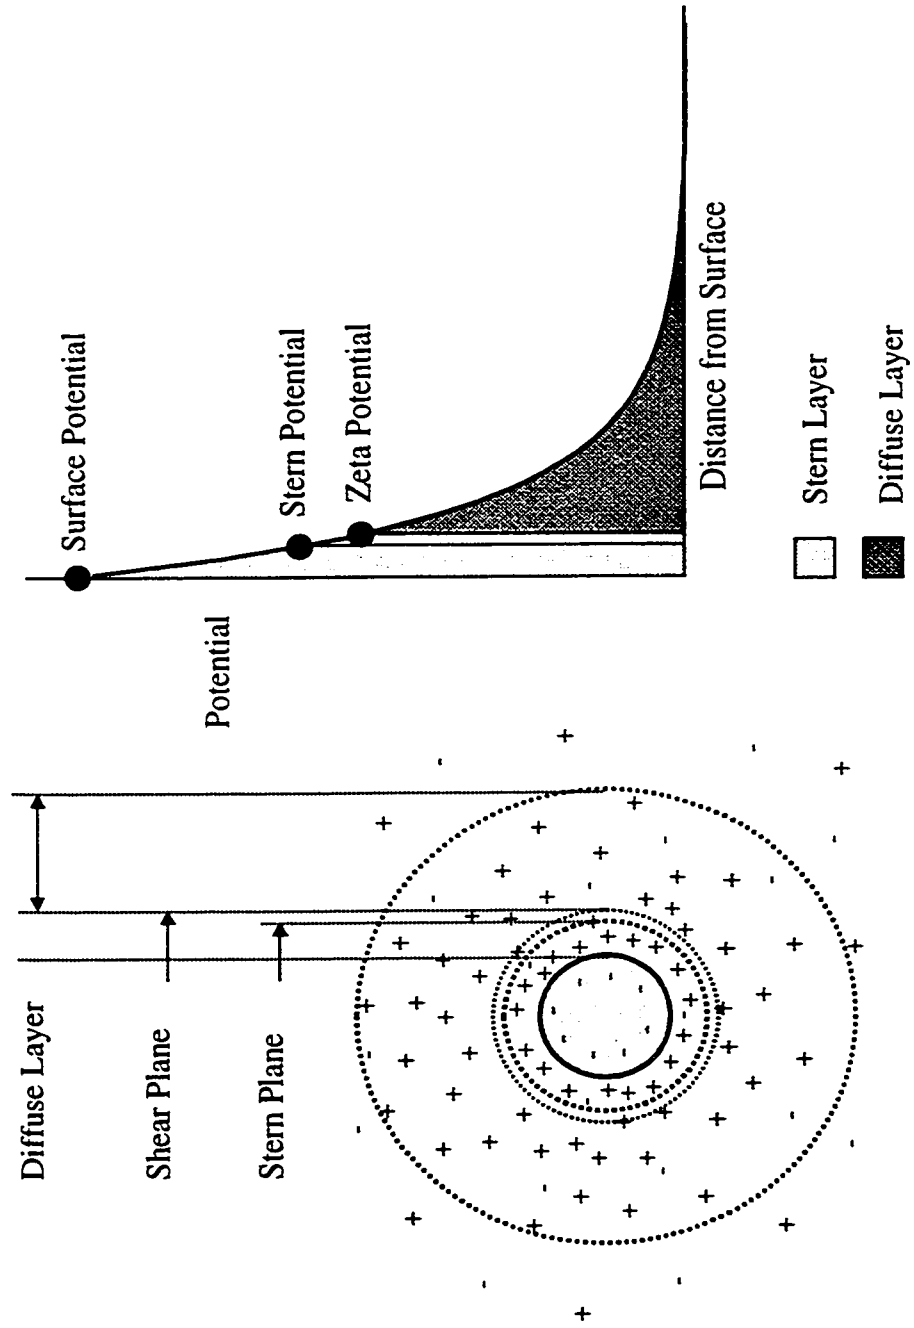 Diffuse Layer
Shear Plane
Stern Plane
Potential
Surface Potential
Stern Potential
Zeta Potential
Distance from Surface
Stern Layer
Diffuse Layer